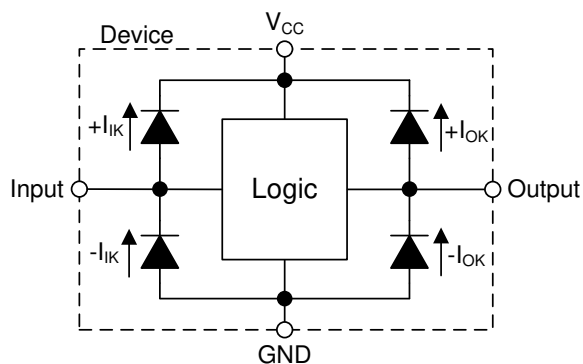 Device
V_CC
+I_IK
+I_OK
Input
Logic
Output
-I_IK
-I_OK
GND